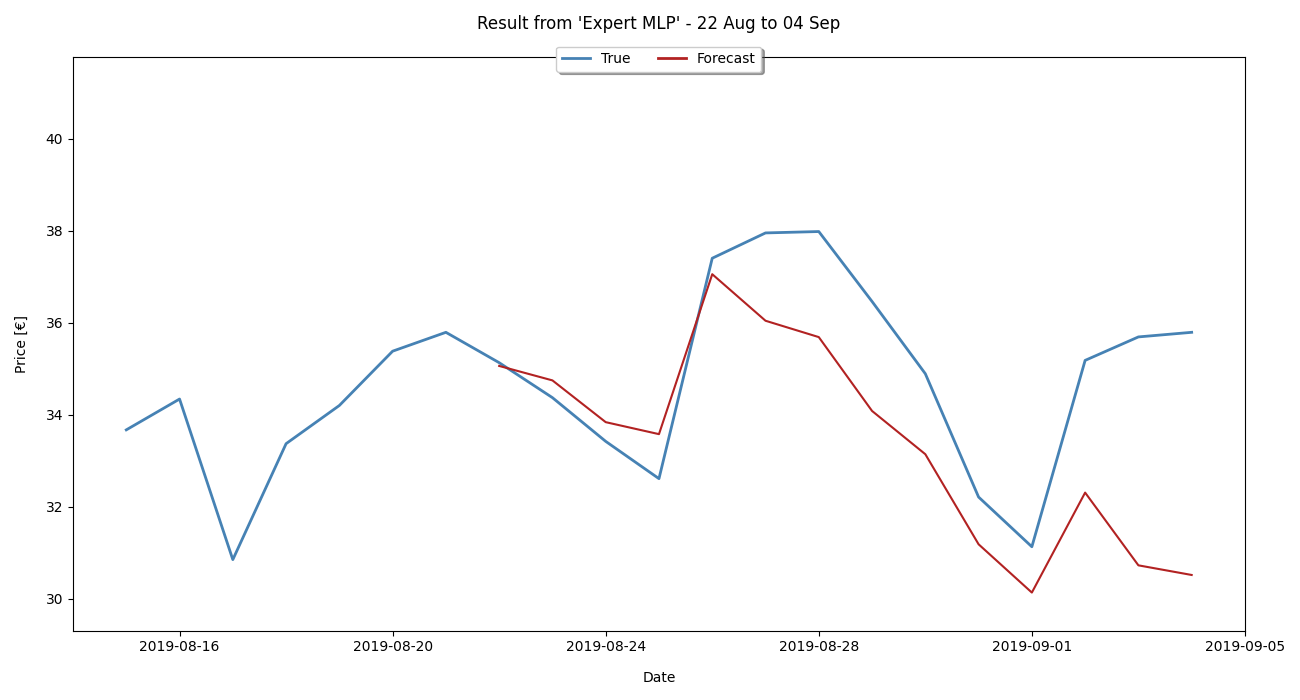 Result from 'Expert MLP' - 22 Aug to 04 Sep
True Forecast
40
38
36
34
32
30
Price [€]
2019-08-16 2019-08-20 2019-08-24 2019-08-28 2019-09-01 2019-09-05
Date